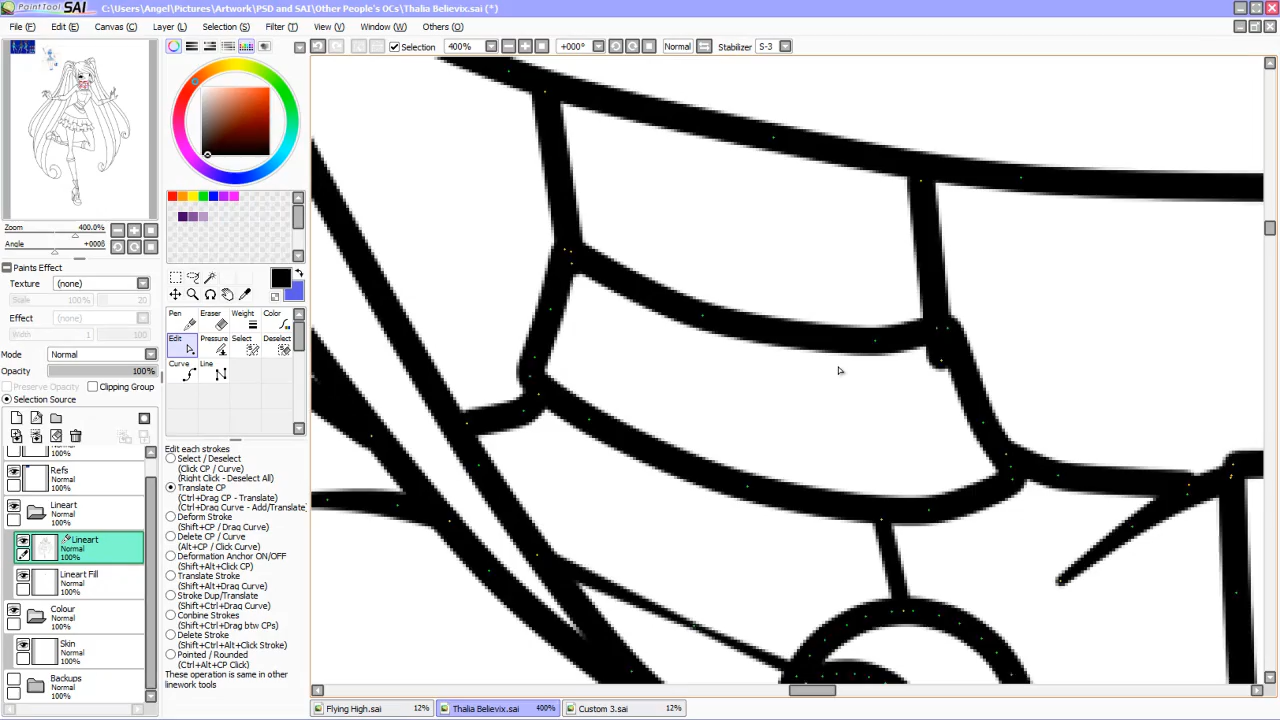 PaintTool SAI C:\Users\Angel\Pictures\Artwork\PSD and SAI\Other People's OCs\Thalia Believix.sai (*)
File (F) Edit (E) Canvas (C) Layer (L) Selection (S) Filter (T) View (V) Window (W) Others (O)
Selection 400% +000° Normal Stabilizer S-3
Zoom 400.0%
Angle +000θ
Paints Effect
Texture (none)
Scale 100% 20
Effect (none)
Width 1 100
Mode Normal
Opacity 100%
Preserve Opacity Clipping Group
Selection Source
Normal
100%
Refs
Normal
100%
Lineart
Normal
100%
Lineart
Normal
100%
Lineart Fill
Normal
100%
Colour
Normal
100%
Skin
Normal
100%
Backups
Normal
100%
Pen Eraser Weight Color
Edit Pressure Select Deselect
Curve Line
Edit each strokes
Select / Deselect
(Click CP / Curve)
(Right Click - Deselect All)
Translate CP
(Ctrl+Drag CP - Translate)
(Ctrl+Drag Curve - Add/Translate)
Deform Stroke
(Shift+CP / Drag Curve)
Delete CP / Curve
(Alt+CP / Click Curve)
Deformation Anchor ON/OFF
(Shift+Alt+Click CP)
Translate Stroke
(Shift+Alt+Drag Curve)
Stroke Dup/Translate
(Shift+Ctrl+Drag Curve)
Combine Strokes
(Shift+Ctrl+Drag btw CPs)
Delete Stroke
(Shift+Ctrl+Alt+Click Stroke)
Pointed / Rounded
(Ctrl+Alt+CP Click)
These operation is same in other
linework tools
Flying High.sai 12% Thalia Believix.sai 400% Custom 3.sai 12%